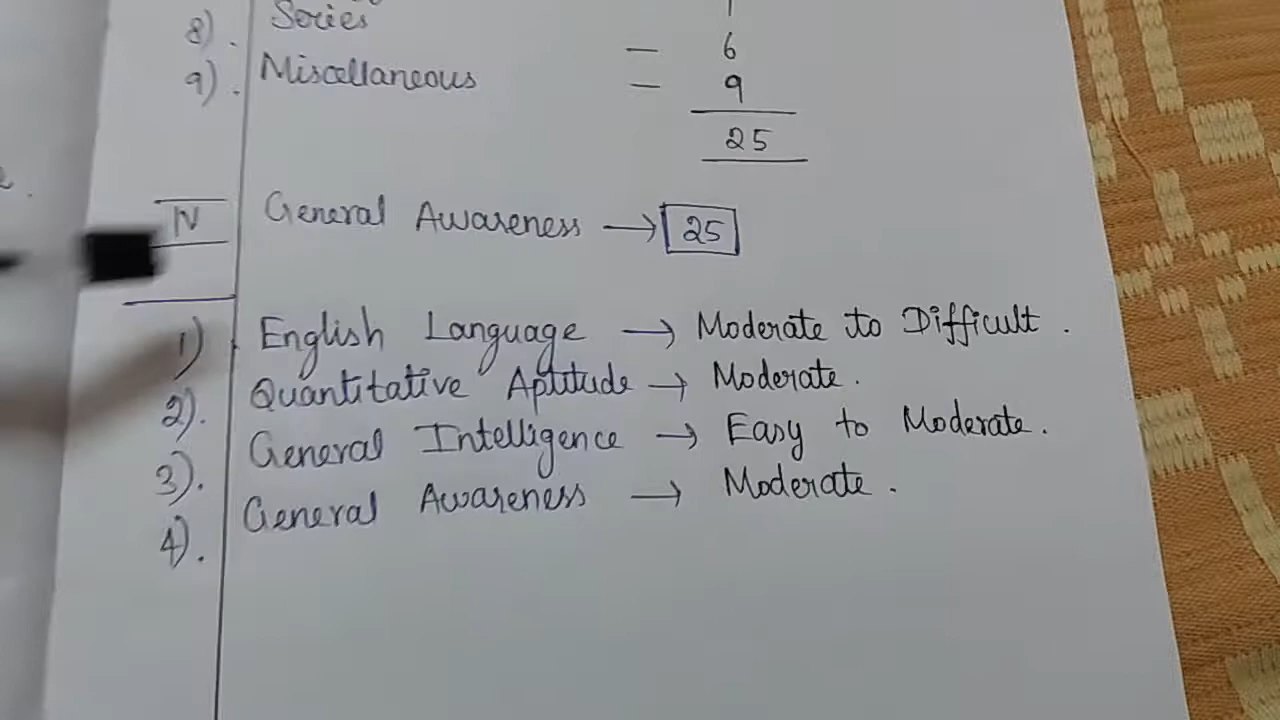 8). Series
— 6
9). Miscellaneous — 9
25
IV General Awareness → 25
1) English Language → Moderate to Difficult.
2). Quantitative Aptitude → Moderate.
3). General Intelligence → Easy to Moderate.
4). General Awareness → Moderate.